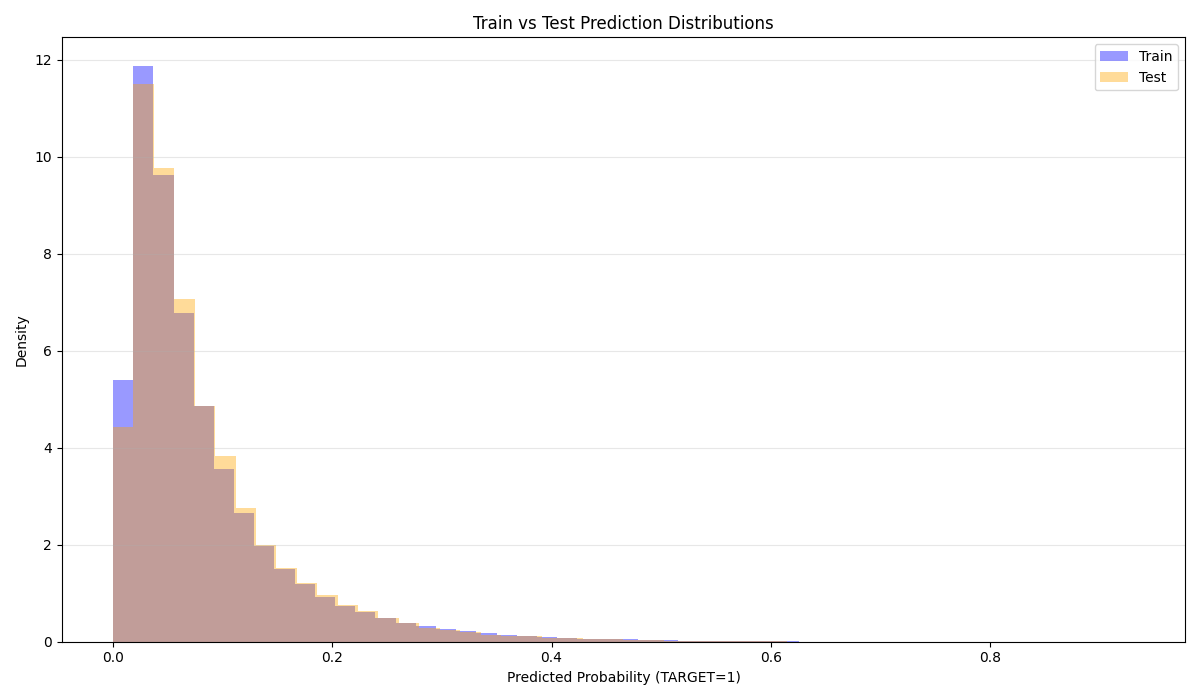 Train vs Test Prediction Distributions
Train
Test
12
10
8
6
4
2
0
Density
0.0 0.2 0.4 0.6 0.8
Predicted Probability (TARGET=1)